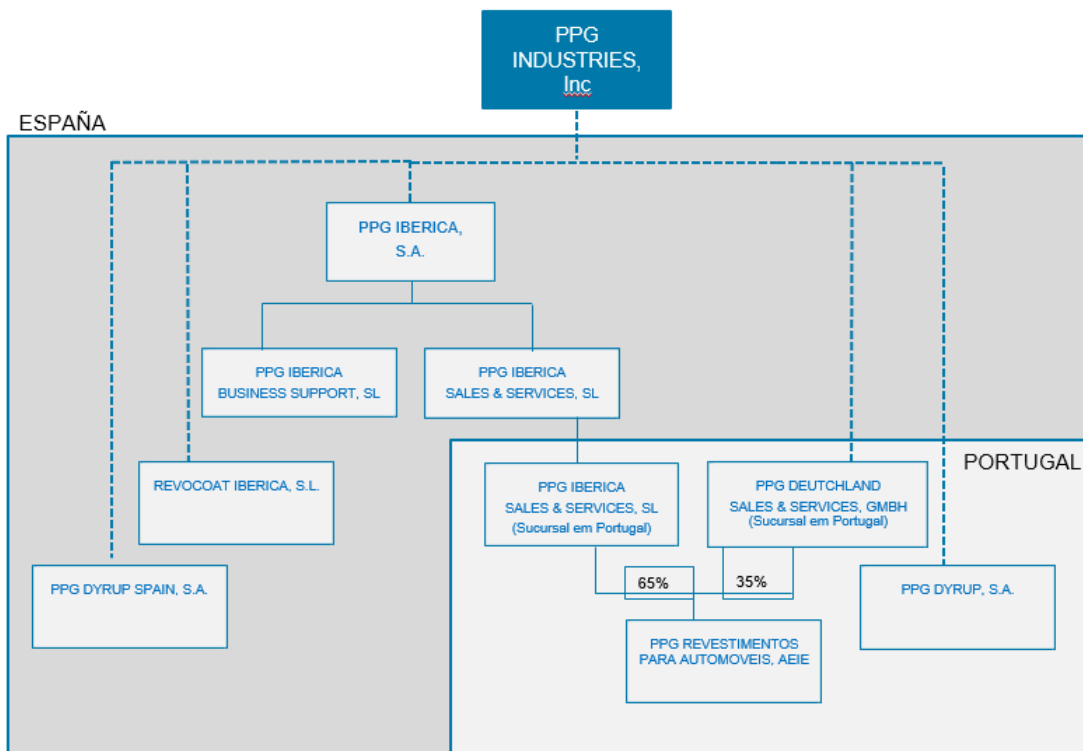 PPG
INDUSTRIES,
Inc
ESPAÑA
PPG IBERICA,
S.A.
PPG IBERICA
BUSINESS SUPPORT, SL
PPG IBERICA
SALES & SERVICES, SL
PORTUGAL
REVOCOAT IBERICA, S.L.
PPG IBERICA
SALES & SERVICES, SL
(Sucursal em Portugal)
PPG DEUTCHLAND
SALES & SERVICES, GMBH
(Sucursal em Portugal)
PPG DYRUP SPAIN, S.A.
65%
35%
PPG DYRUP, S.A.
PPG REVESTIMENTOS
PARA AUTOMOVEIS, AEIE